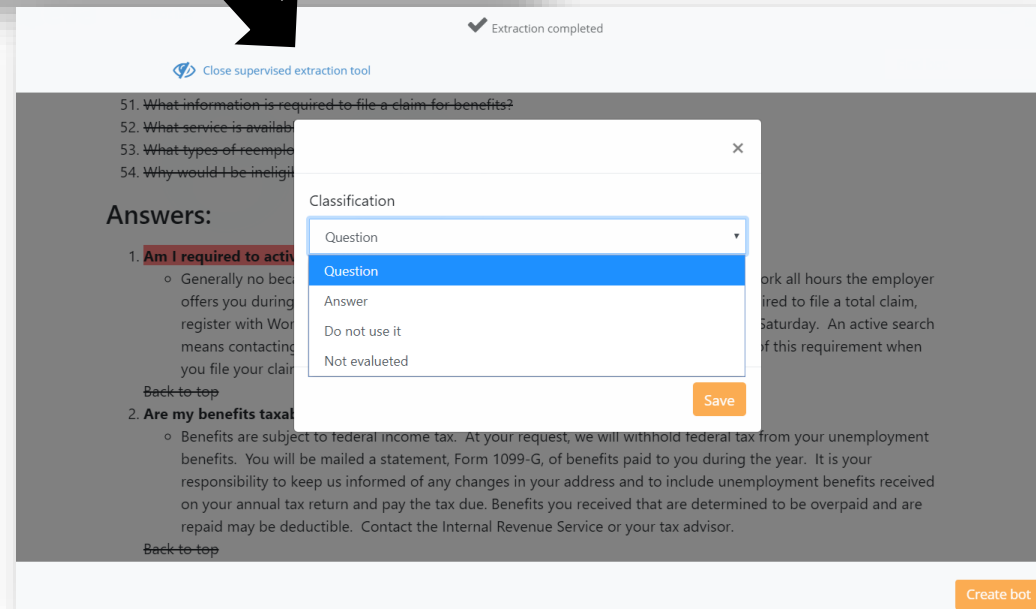 Extraction completed
Close supervised extraction tool
51. What information is required to file a claim for benefits?
52. What service is availab
53. What types of reemplo
54. Why would I be ineligi
×
Classification
Question
Question
Answer
Do not use it
Not evalueted
Save
Answers:
1. Am I required to activ
Generally no beca ork all hours the employer
offers you during ired to file a total claim,
register with Wor Saturday. An active search
means contacting of this requirement when
you file your clair
Back to top
2. Are my benefits taxab
Benefits are subject to federal income tax. At your request, we will withhold federal tax from your unemployment
benefits. You will be mailed a statement, Form 1099-G, of benefits paid to you during the year. It is your
responsibility to keep us informed of any changes in your address and to include unemployment benefits received
on your annual tax return and pay the tax due. Benefits you received that are determined to be overpaid and are
repaid may be deductible. Contact the Internal Revenue Service or your tax advisor.
Back to top
Create bot